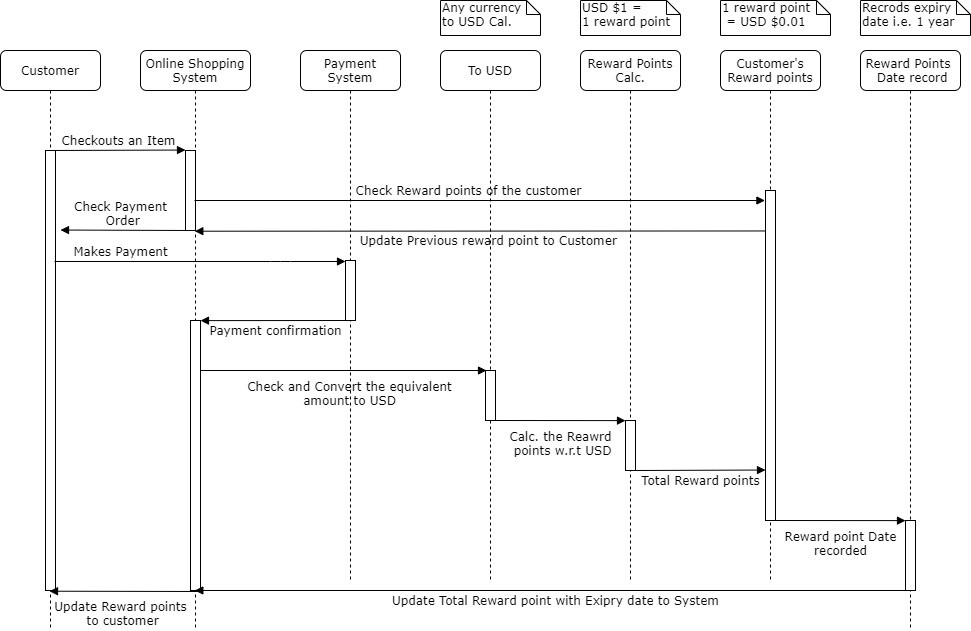 Any currency
to USD Cal.
USD $1 =
1 reward point
1 reward point
= USD $0.01
Recrods expiry
date i.e. 1 year
Customer
Online Shopping
System
Payment
System
To USD
Reward Points
Calc.
Customer's
Reward points
Reward Points
Date record
Checkouts an Item
Check Reward points of the customer
Check Payment
Order
Update Previous reward point to Customer
Makes Payment
Payment confirmation
Check and Convert the equivalent
amount to USD
Calc. the Reawrd
points w.r.t USD
Total Reward points
Reward point Date
recorded
Update Total Reward point with Exipry date to System
Update Reward points
to customer